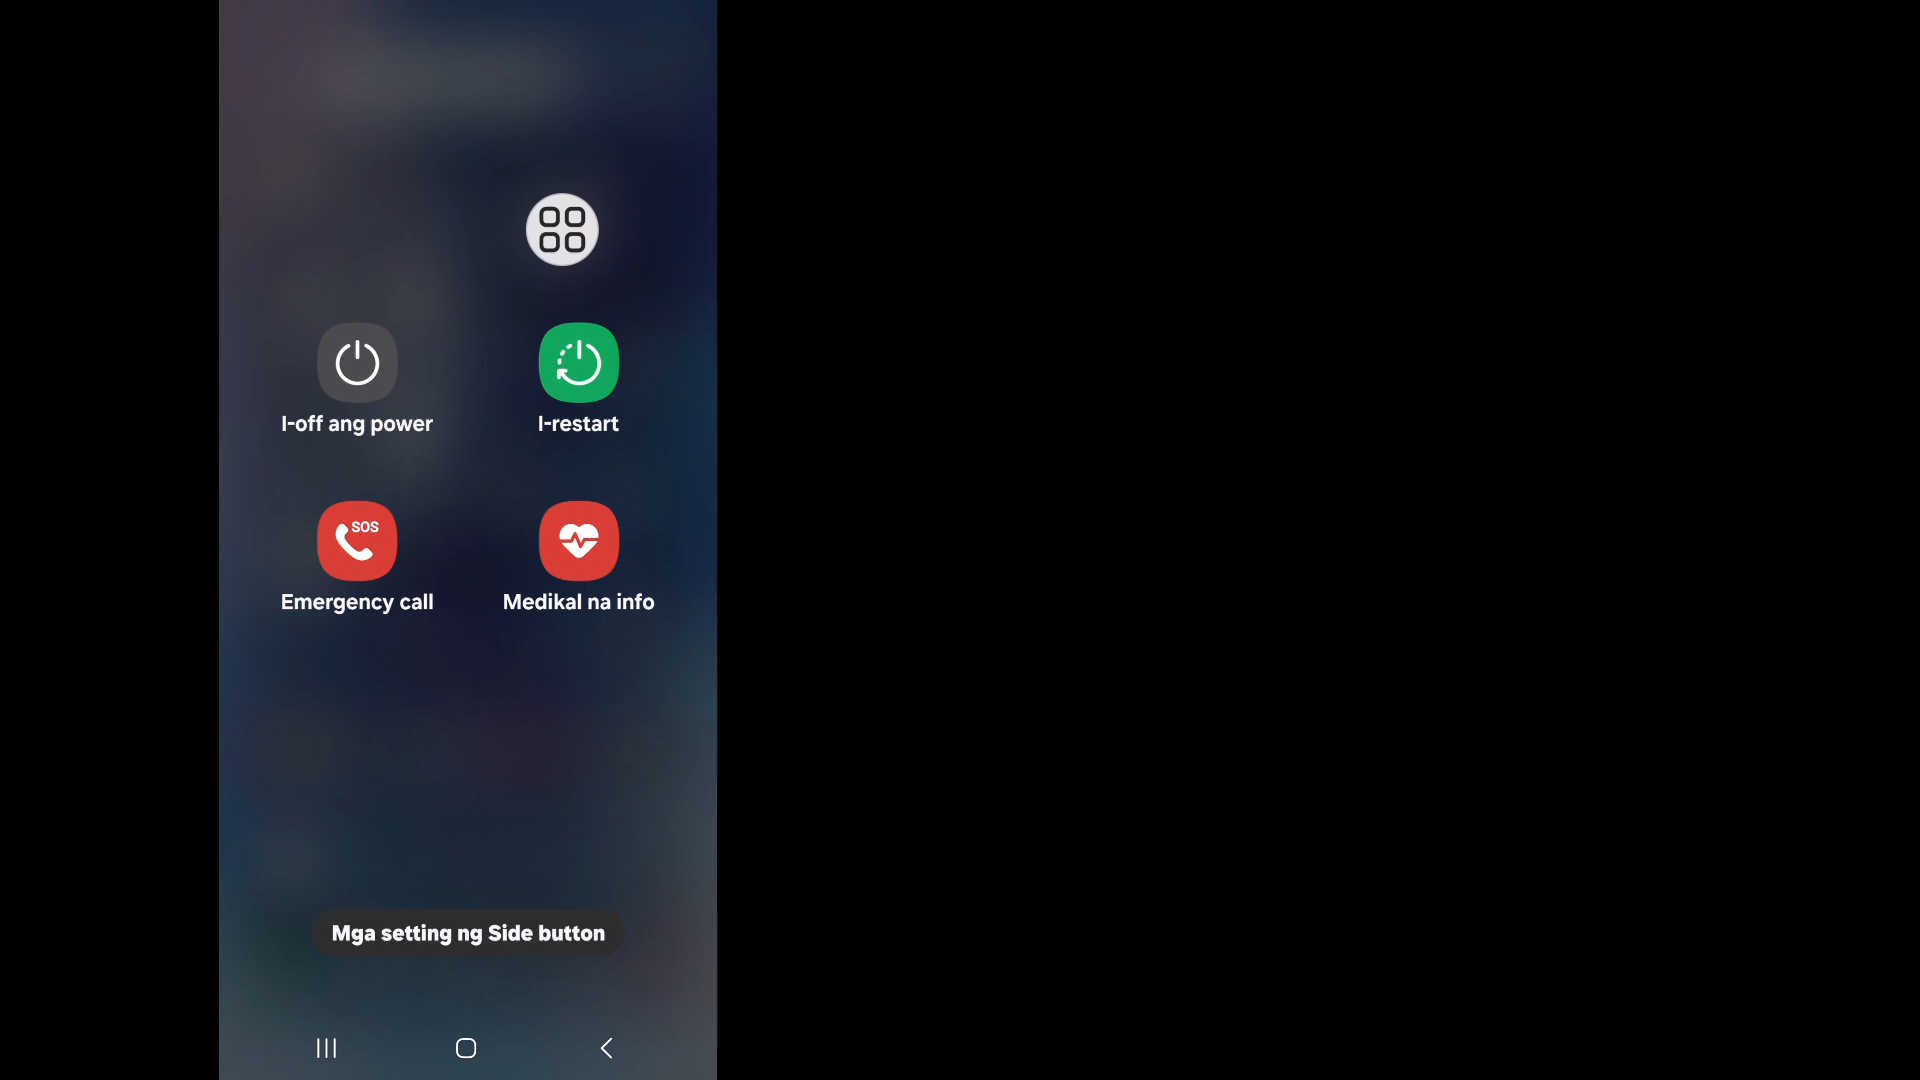 I-off ang power
I-restart
SOS
Emergency call
Medikal na info
Mga setting ng Side button